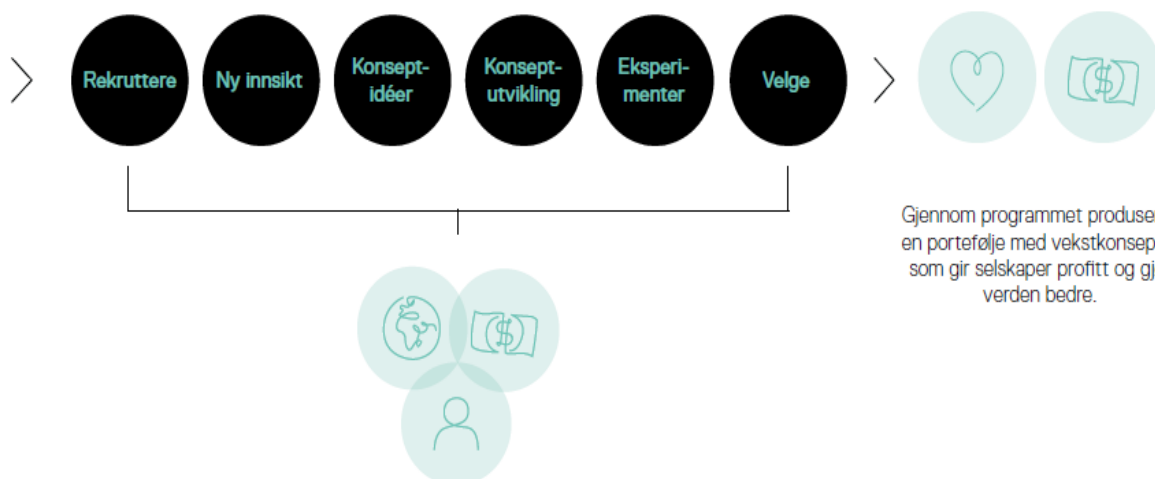 Rekruttere
Ny innsikt
Konsept-
idéer
Konsept-
utvikling
Eksperi-
menter
Velge
Gjennom programmet produser
en portefølje med vekstkonsep
som gir selskaper profitt og gj
verden bedre.